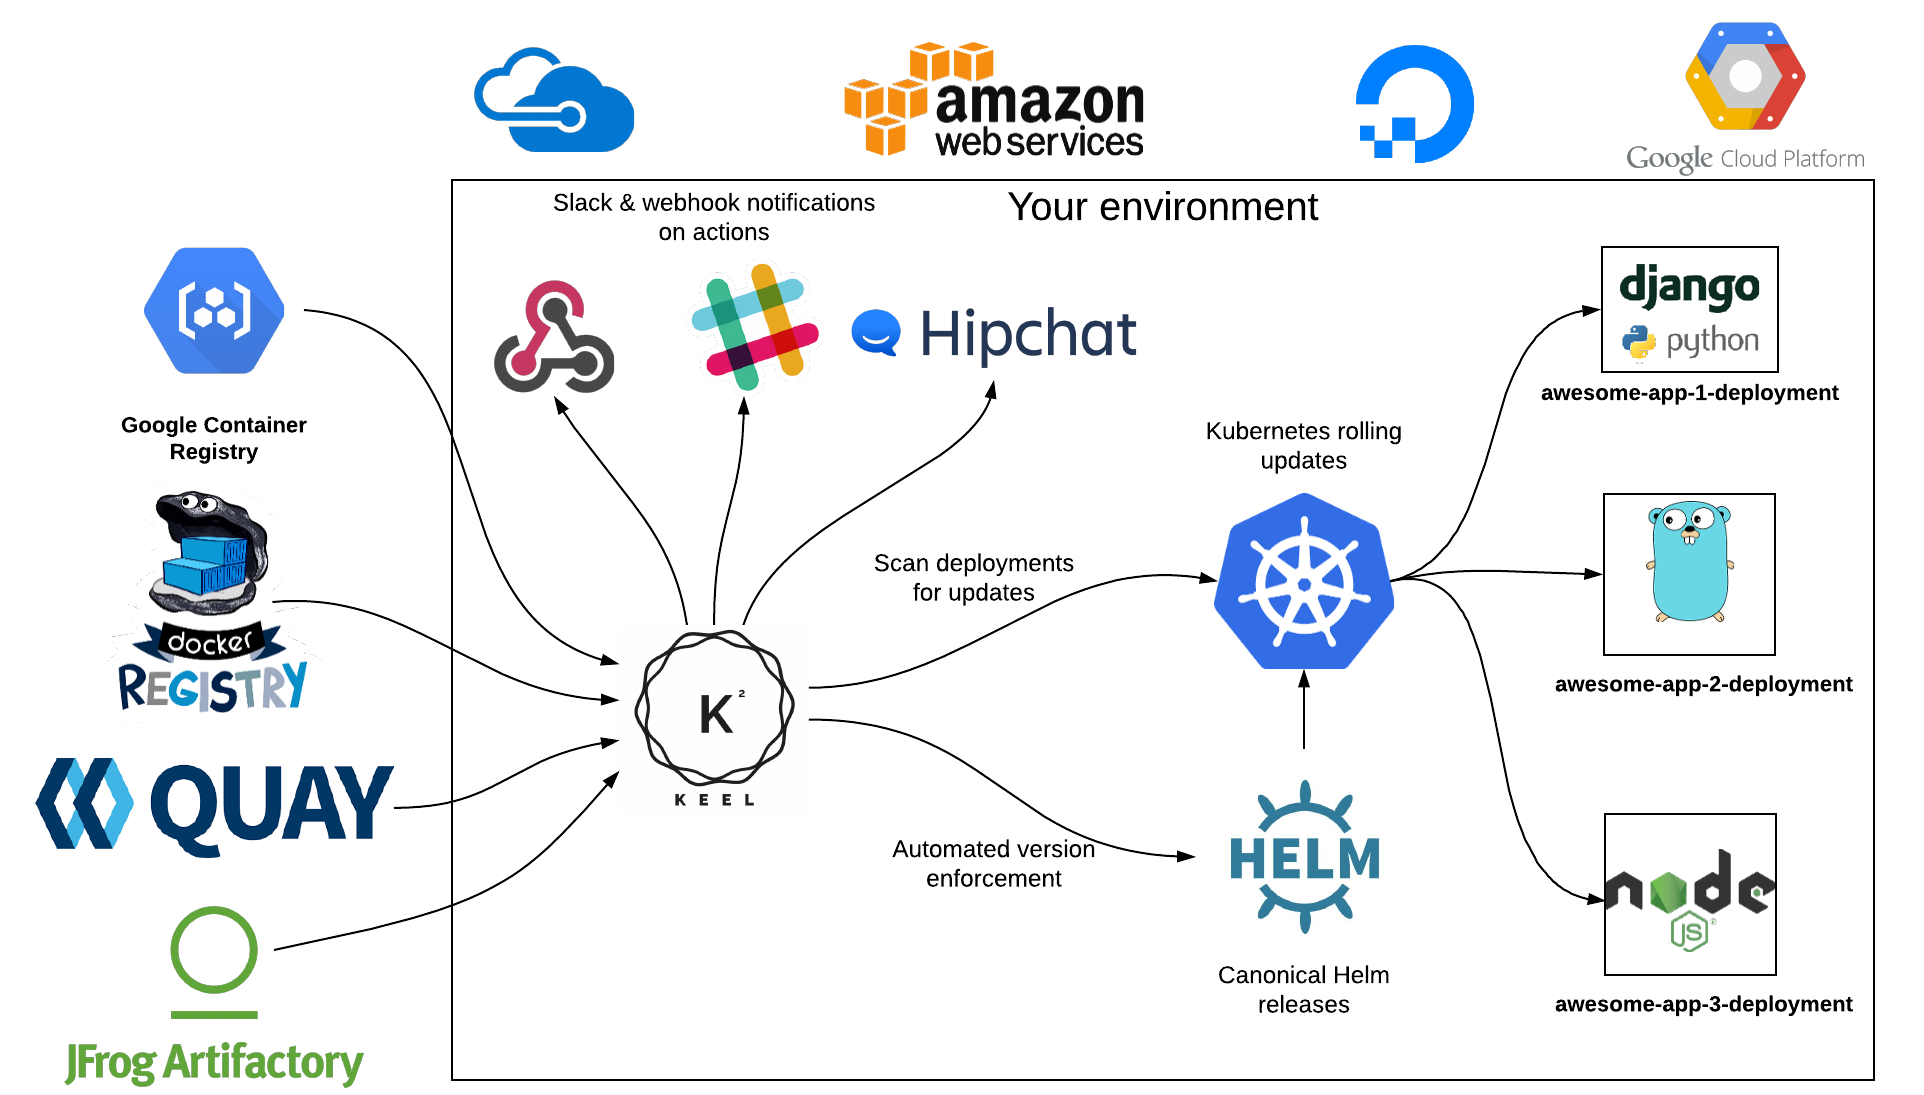 amazon
web services
Google Cloud Platform
Your environment
Slack & webhook notifications
on actions
Hipchat
django
python
awesome-app-1-deployment
Google Container
Registry
Kubernetes rolling
updates
docker
REGISTRY
Scan deployments
for updates
awesome-app-2-deployment
K²
KEEL
QUAY
Automated version
enforcement
HELM
Canonical Helm
releases
node
JS
awesome-app-3-deployment
JFrog Artifactory